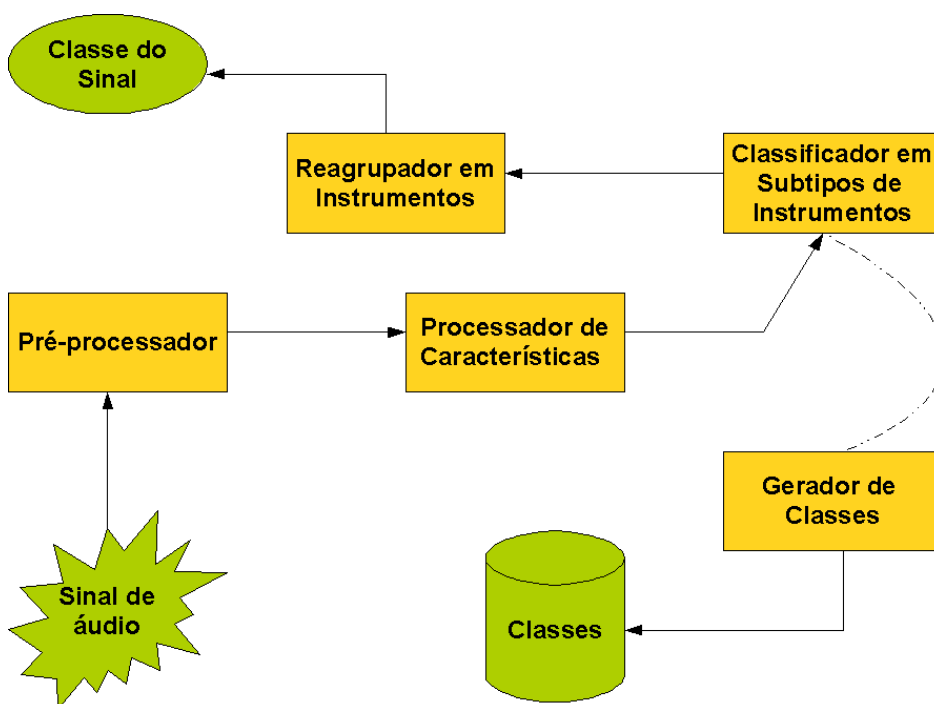 Classe do
Sinal
Reagrupador em
Instrumentos
Classificador em
Subtipos de
Instrumentos
Pré-processador
Processador de
Características
Gerador de
Classes
Sinal de
áudio
Classes